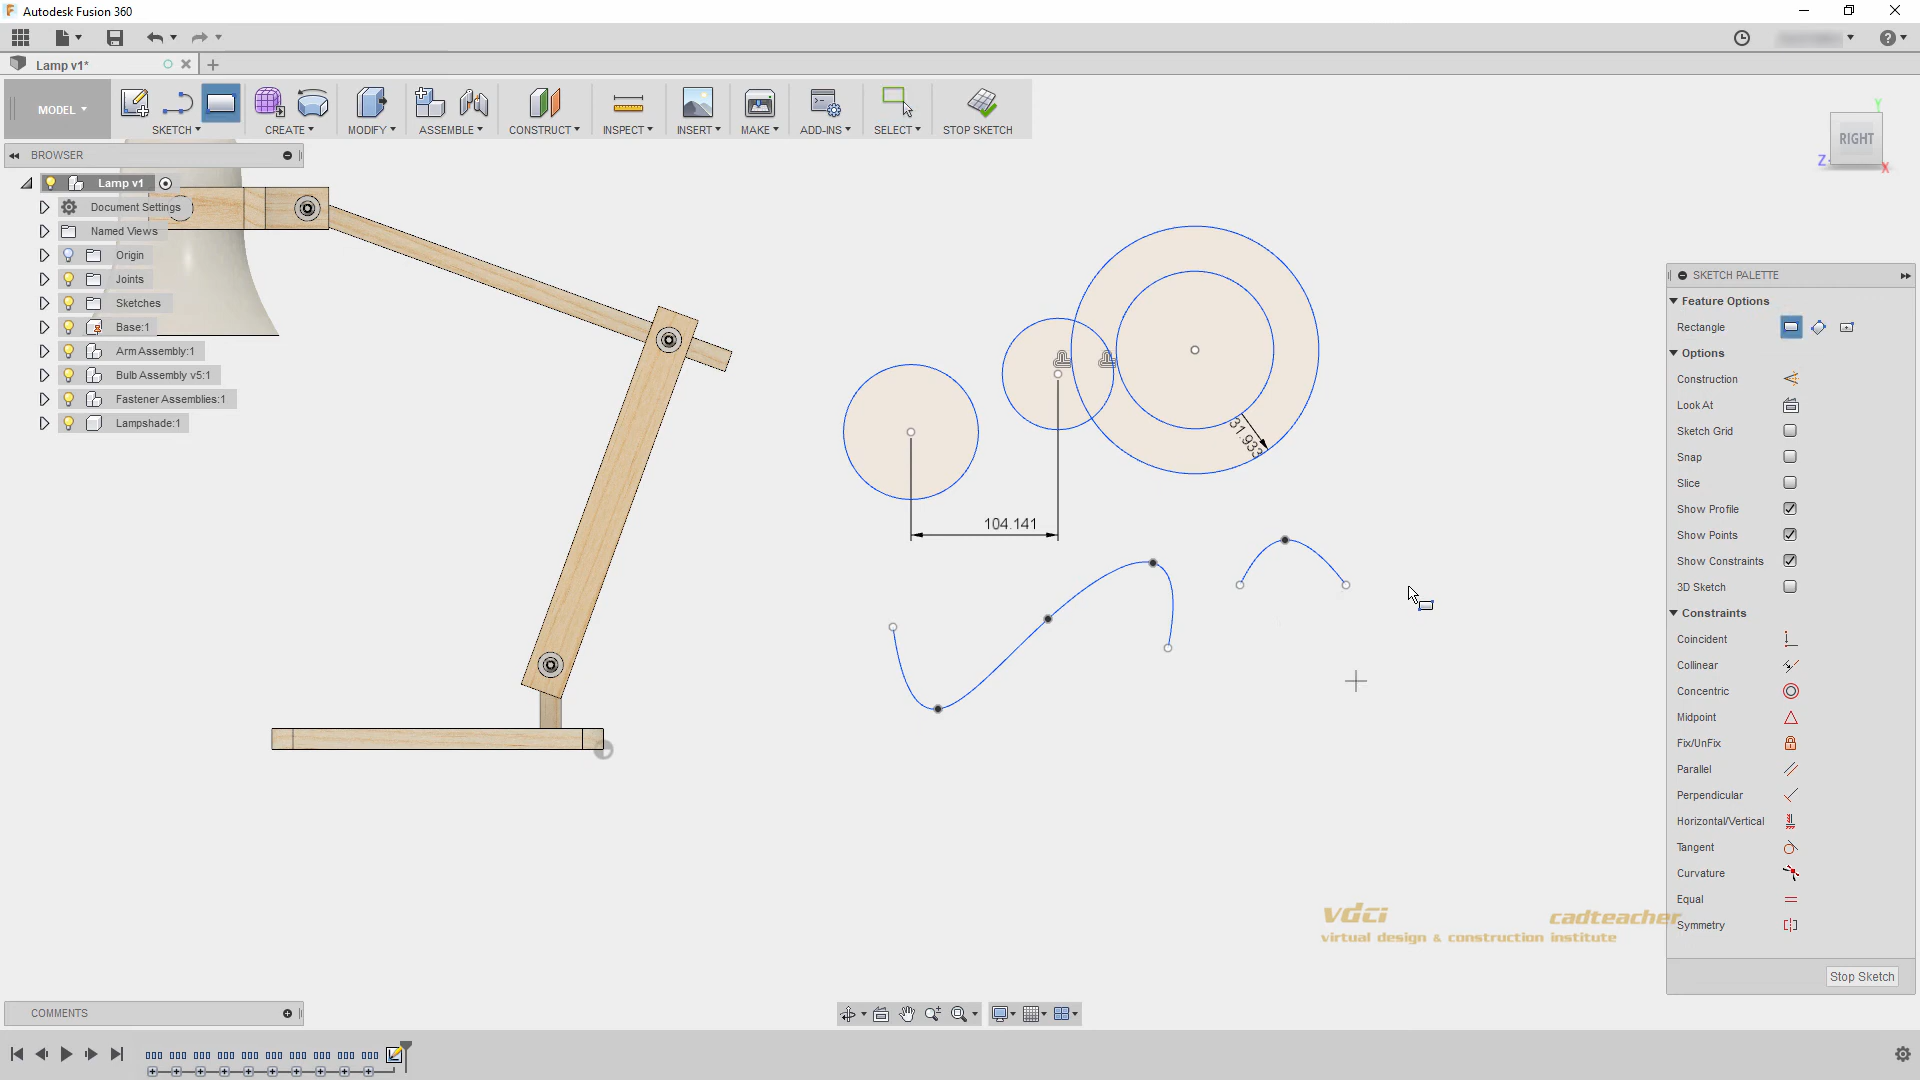 Autodesk Fusion 360
Lamp v1*
MODEL
SKETCH
CREATE
MODIFY
ASSEMBLE
CONSTRUCT
INSPECT
INSERT
MAKE
ADD-INS
SELECT
STOP SKETCH
Y
RIGHT
Z
X
BROWSER
Lamp v1
Document Settings
Named Views
Origin
Joints
Sketches
Base:1
Arm Assembly:1
Bulb Assembly v5:1
Fastener Assemblies:1
Lampshade:1
31.933
104.141
SKETCH PALETTE
Feature Options
Rectangle
Options
Construction
Look At
Sketch Grid
Snap
Slice
Show Profile
Show Points
Show Constraints
3D Sketch
Constraints
Coincident
Collinear
Concentric
Midpoint
Fix/UnFix
Parallel
Perpendicular
Horizontal/Vertical
Tangent
Curvature
Equal
Symmetry
Stop Sketch
vdci cadteacher
virtual design & construction institute
COMMENTS